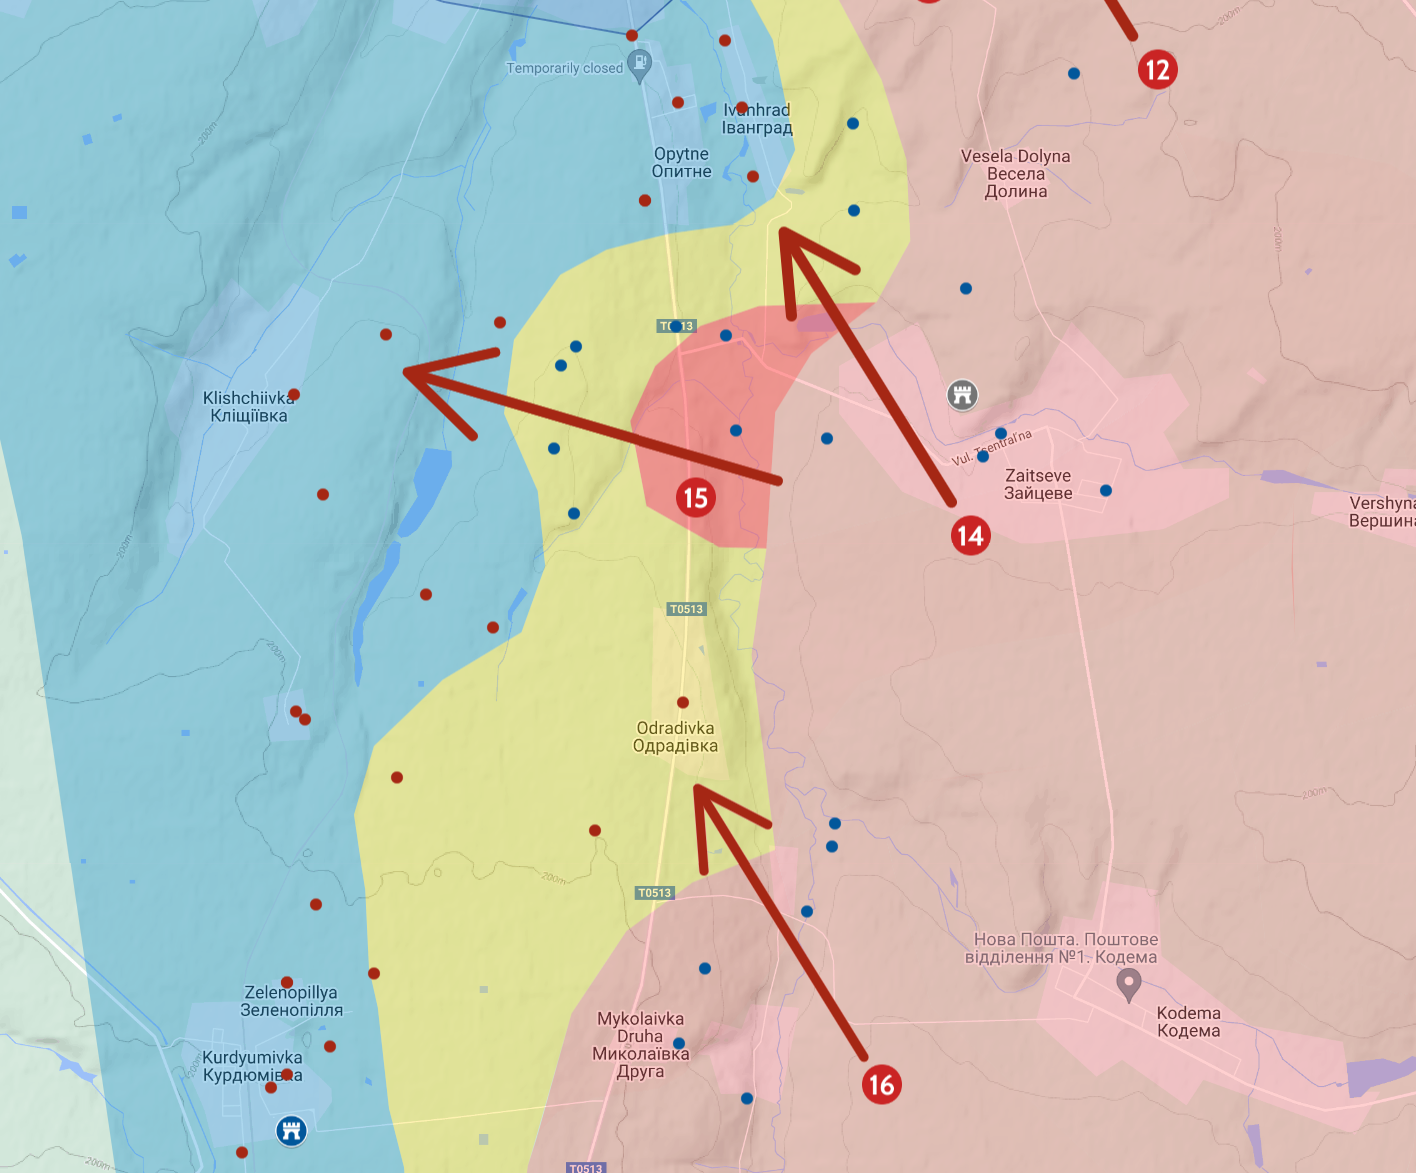 12
Temporarily closed
Ivanhrad
Іванград
Opytne
Опитне
Vesela Dolyna
Весела
Долина
200m
200m
200m
T0513
Klishchiivka
Кліщіївка
Vul. Tsentral'na
Zaitseve
Зайцеве
15
14
Вершина
200m
T0513
200m
Odradivka
Одрадівка
200m
200m
T0513
Нова Пошта. Поштове
відділення №1. Кодема
Zelenopillya
Зеленопілля
Mykolaivka
Druha
Миколаївка
Друга
Kodema
Кодема
Kurdyumivka
Курдюмівка
200m
16
200m
T0513